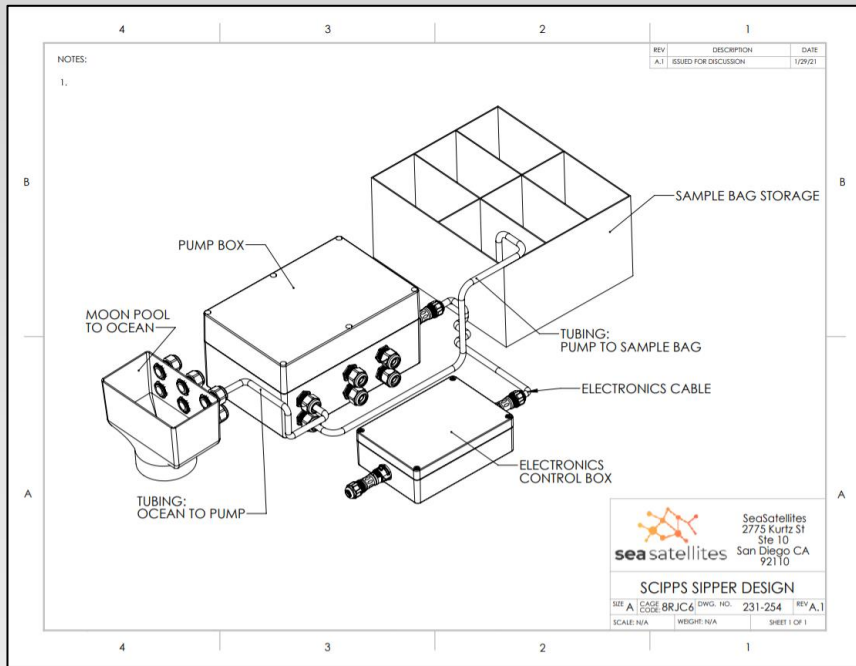 4 3 2 1
NOTES:
1.
REV DESCRIPTION DATE
A.1 ISSUED FOR DISCUSSION 1/29/21
B B
SAMPLE BAG STORAGE
PUMP BOX
MOON POOL
TO OCEAN
TUBING:
PUMP TO SAMPLE BAG
ELECTRONICS CABLE
ELECTRONICS
CONTROL BOX
A A
TUBING:
OCEAN TO PUMP
sea satellites
SeaSatellites
2775 Kurtz St
Ste 10
San Diego CA
92110
SCIPPS SIPPER DESIGN
SIZE A CAGE CODE: 8RJC6 DWG. NO. 231-254 REV A.1
SCALE: N/A WEIGHT: N/A SHEET 1 OF 1
4 3 2 1